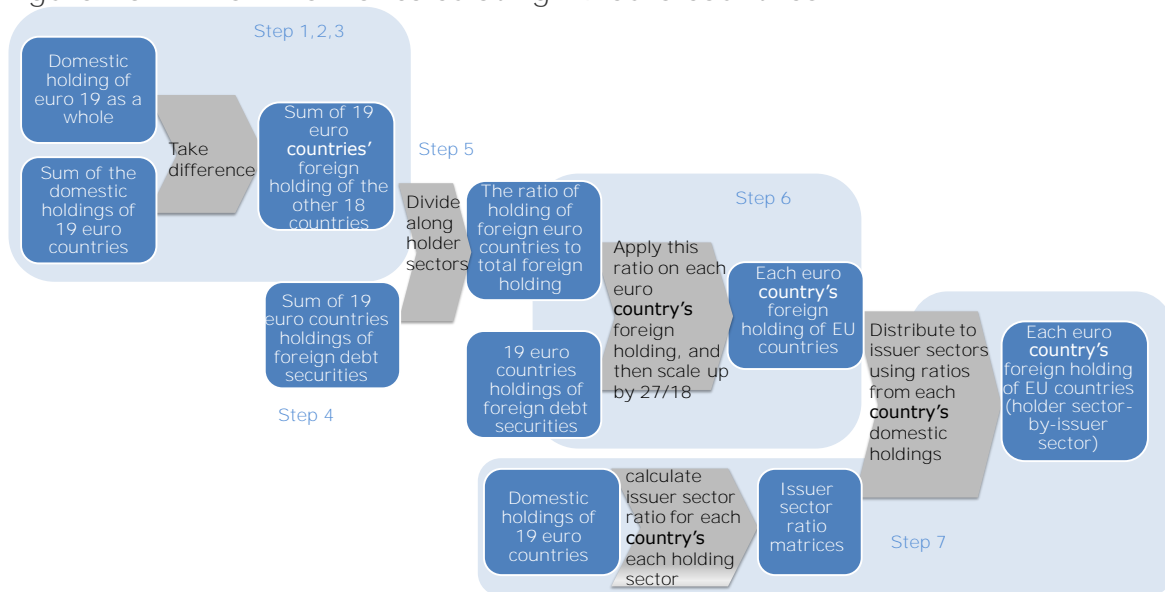 Step 1,2,3
Domestic
holding of
euro 19 as a
whole
Sum of the
domestic
holdings of
19 euro
countries
Take
difference
Sum of 19
euro
countries’
foreign
holding of the
other 18
countries
Step 5
Divide
along
holder
sectors
Sum of 19
euro countries
holdings of
foreign debt
securities
Step 4
The ratio of
holding of
foreign euro
countries to
total foreign
holding
19 euro
countries
holdings of
foreign debt
securities
Step 6
Apply this
ratio on each
euro
country’s
foreign
holding, and
then scale up
by 27/18
Each euro
country’s
foreign
holding of EU
countries
Distribute to
issuer sectors
using ratios
from each
country’s
domestic
holdings
Each euro
country’s
foreign holding
of EU countries
(holder sector-
by-issuer
sector)
Domestic
holdings of
19 euro
countries
calculate
issuer sector
ratio for each
country’s
each holding
sector
Issuer
sector
ratio
matrices
Step 7